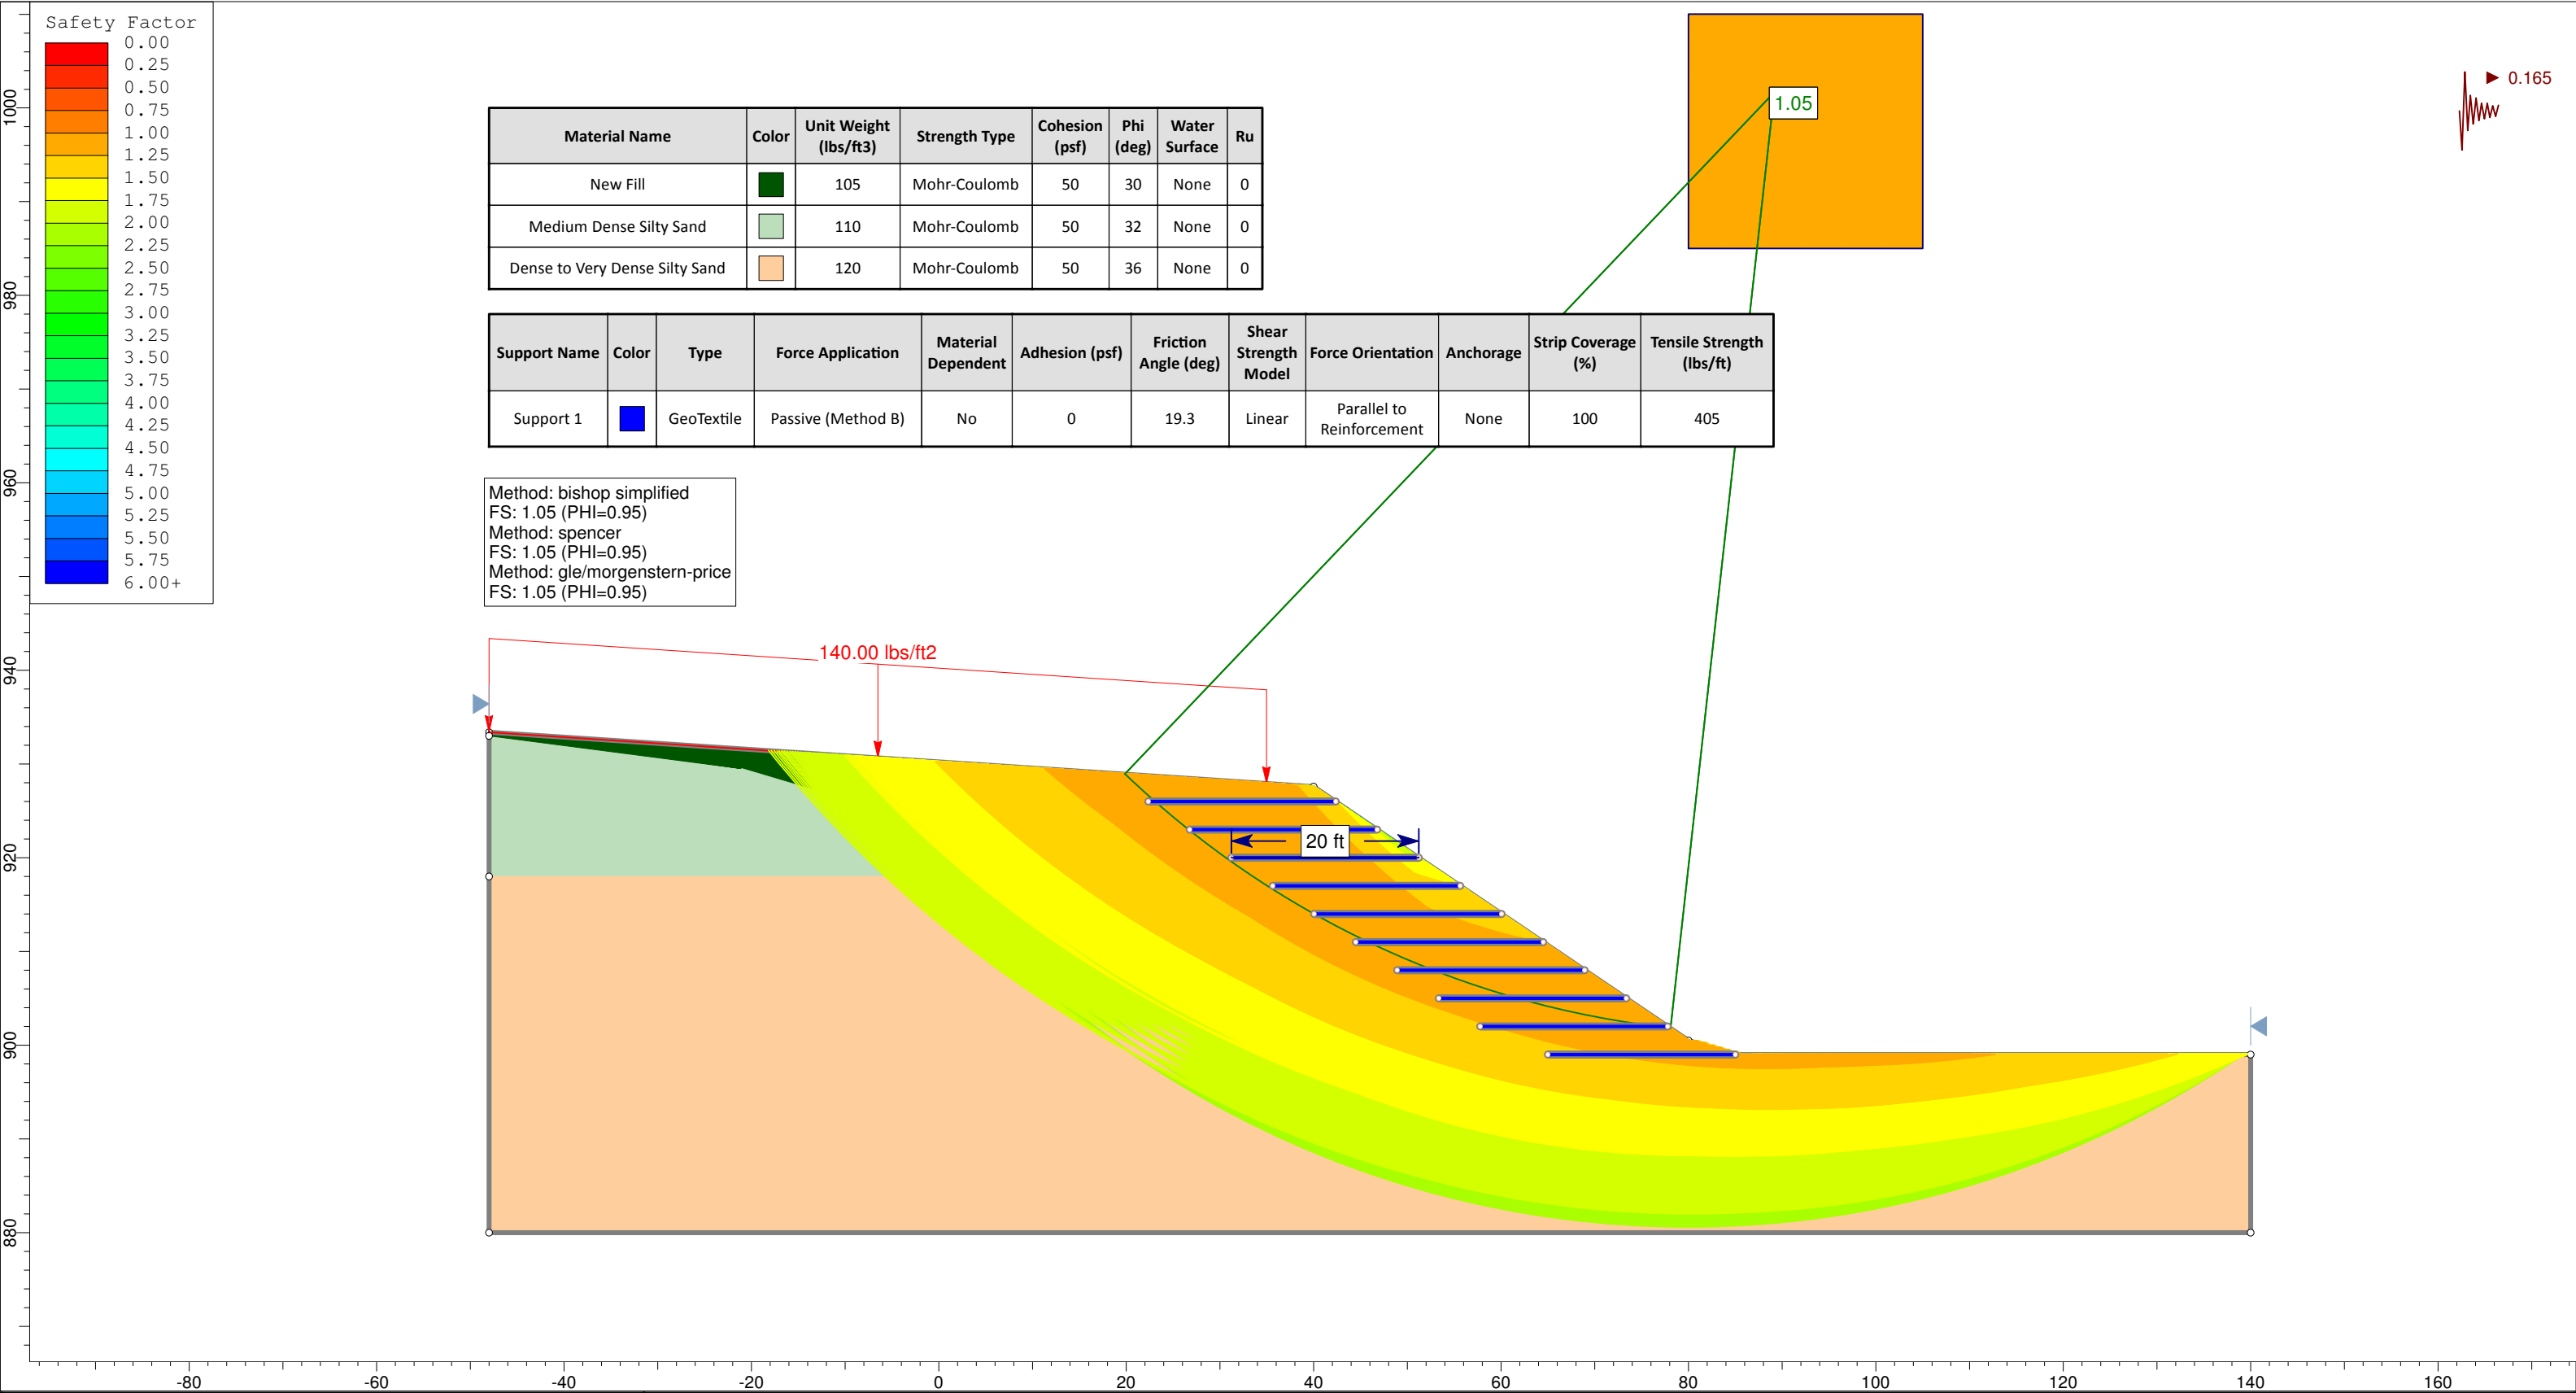 Safety Factor
0.00
0.25
0.50
0.75
1.00
1.25
1.50
1.75
2.00
2.25
2.50
2.75
3.00
3.25
3.50
3.75
4.00
4.25
4.50
4.75
5.00
5.25
5.50
5.75
6.00+
1.05
0.165
Material Name Color Unit Weight (lbs/ft3) Strength Type Cohesion (psf) Phi (deg) Water Surface Ru
New Fill 105 Mohr-Coulomb 50 30 None 0
Medium Dense Silty Sand 110 Mohr-Coulomb 50 32 None 0
Dense to Very Dense Silty Sand 120 Mohr-Coulomb 50 36 None 0
Support Name Color Type Force Application Material Dependent Adhesion (psf) Friction Angle (deg) Shear Strength Model Force Orientation Anchorage Strip Coverage (%) Tensile Strength (lbs/ft)
Support 1 GeoTextile Passive (Method B) No 0 19.3 Linear Parallel to Reinforcement None 100 405
Method: bishop simplified
FS: 1.05 (PHI=0.95)
Method: spencer
FS: 1.05 (PHI=0.95)
Method: gle/morgenstern-price
FS: 1.05 (PHI=0.95)
140.00 lbs/ft2
20 ft
1000
980
960
940
920
900
880
-80 -60 -40 -20 0 20 40 60 80 100 120 140 160